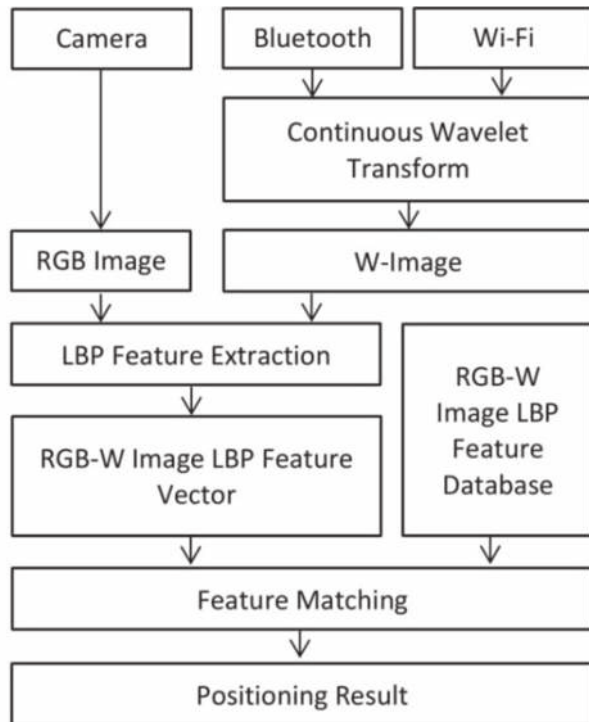 Camera
Bluetooth
Wi-Fi
Continuous Wavelet
Transform
RGB Image
W-Image
LBP Feature Extraction
RGB-W Image LBP Feature
Vector
RGB-W
Image LBP
Feature
Database
Feature Matching
Positioning Result